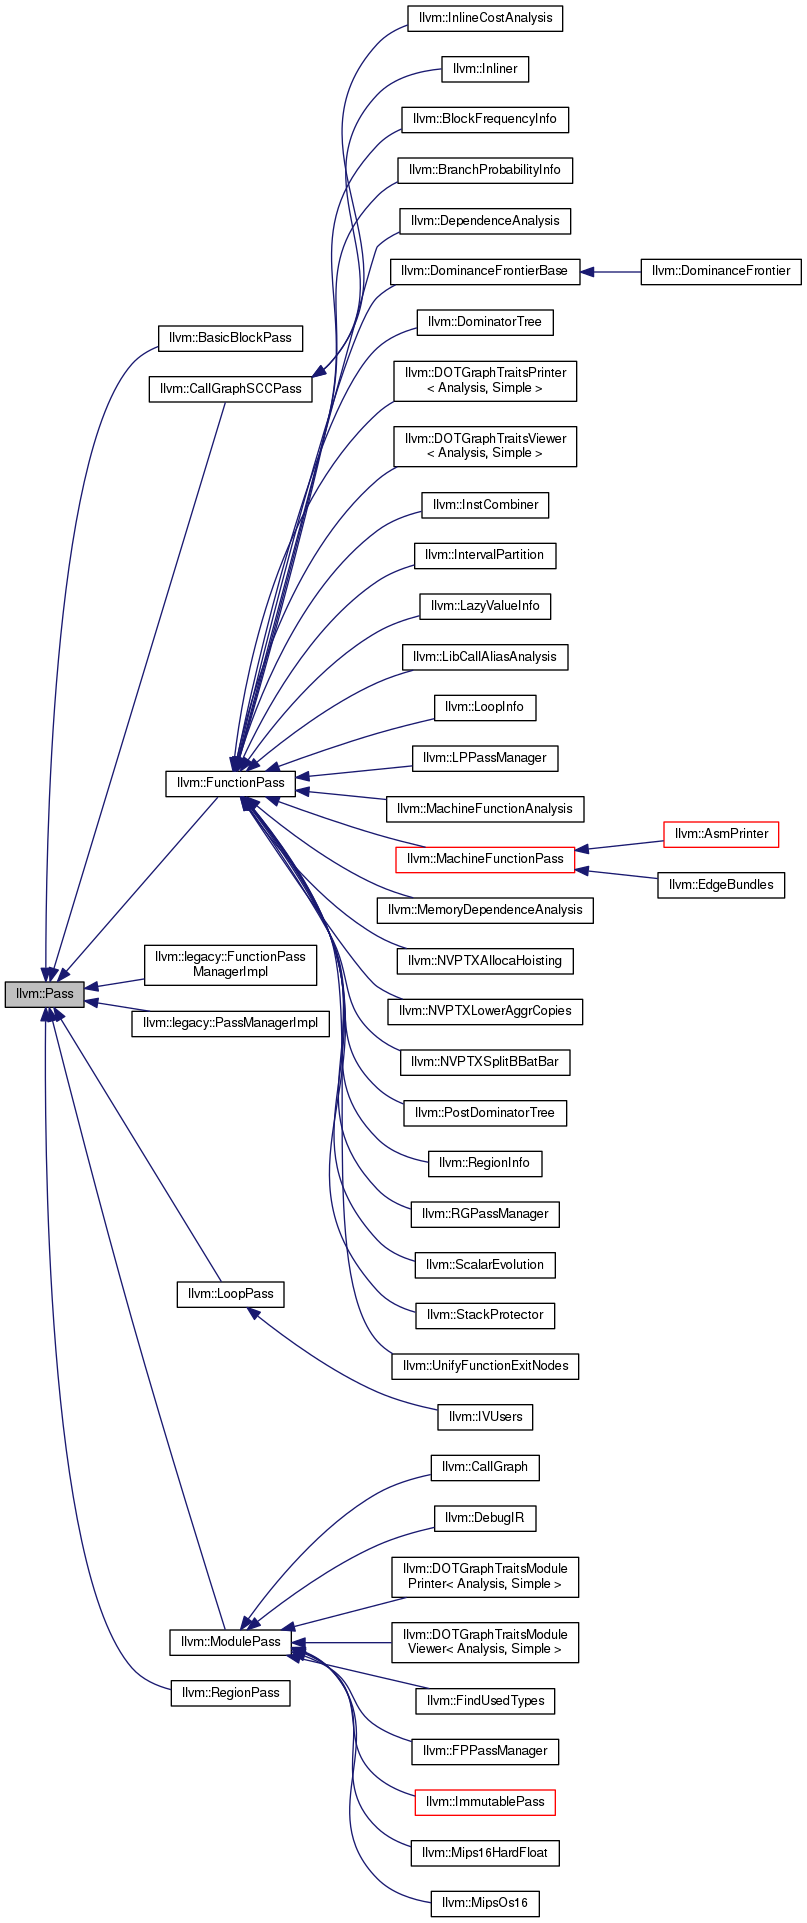 llvm::InlineCostAnalysis
llvm::Inliner
llvm::BlockFrequencyInfo
llvm::BranchProbabilityInfo
llvm::DependenceAnalysis
llvm::DominanceFrontierBase
llvm::DominanceFrontier
llvm::DominatorTree
llvm::BasicBlockPass
llvm::CallGraphSCCPass
llvm::DOTGraphTraitsPrinter
< Analysis, Simple >
llvm::DOTGraphTraitsViewer
< Analysis, Simple >
llvm::InstCombiner
llvm::IntervalPartition
llvm::LazyValueInfo
llvm::LibCallAliasAnalysis
llvm::LoopInfo
llvm::LPPassManager
llvm::FunctionPass
llvm::MachineFunctionAnalysis
llvm::AsmPrinter
llvm::MachineFunctionPass
llvm::EdgeBundles
llvm::MemoryDependenceAnalysis
llvm::NVPTXAllocaHoisting
llvm::legacy::FunctionPass
ManagerImpl
llvm::Pass
llvm::NVPTXLowerAggrCopies
llvm::legacy::PassManagerImpl
llvm::NVPTXSplitBBatBar
llvm::PostDominatorTree
llvm::RegionInfo
llvm::RGPassManager
llvm::ScalarEvolution
llvm::LoopPass
llvm::StackProtector
llvm::UnifyFunctionExitNodes
llvm::IVUsers
llvm::CallGraph
llvm::DebugIR
llvm::DOTGraphTraitsModule
Printer< Analysis, Simple >
llvm::DOTGraphTraitsModule
Viewer< Analysis, Simple >
llvm::ModulePass
llvm::RegionPass
llvm::FindUsedTypes
llvm::FPPassManager
llvm::ImmutablePass
llvm::Mips16HardFloat
llvm::MipsOs16